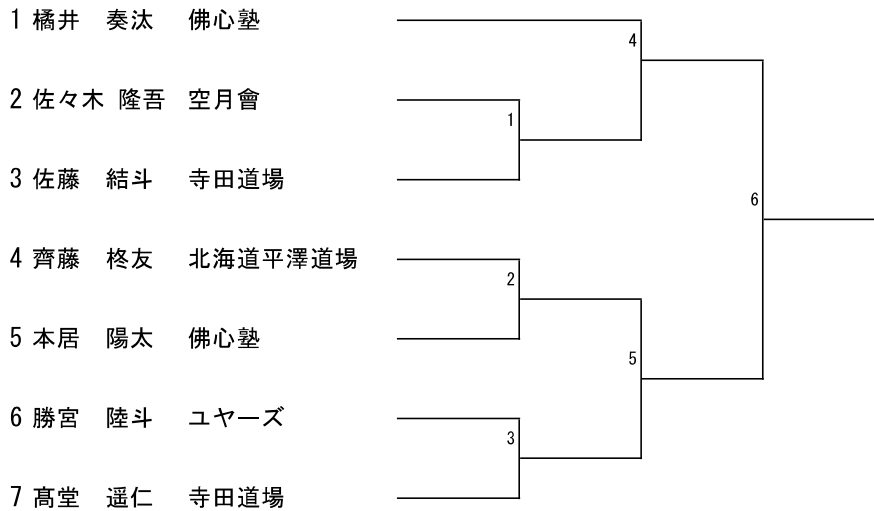 1 橘井 奏汰 佛心塾
4
2 佐々木 隆吾 空月會
1
3 佐藤 結斗 寺田道場
6
4 齊藤 柊友 北海道平澤道場
2
5 本居 陽太 佛心塾
5
6 勝宮 陸斗 ユヤーズ
3
7 髙堂 遥仁 寺田道場